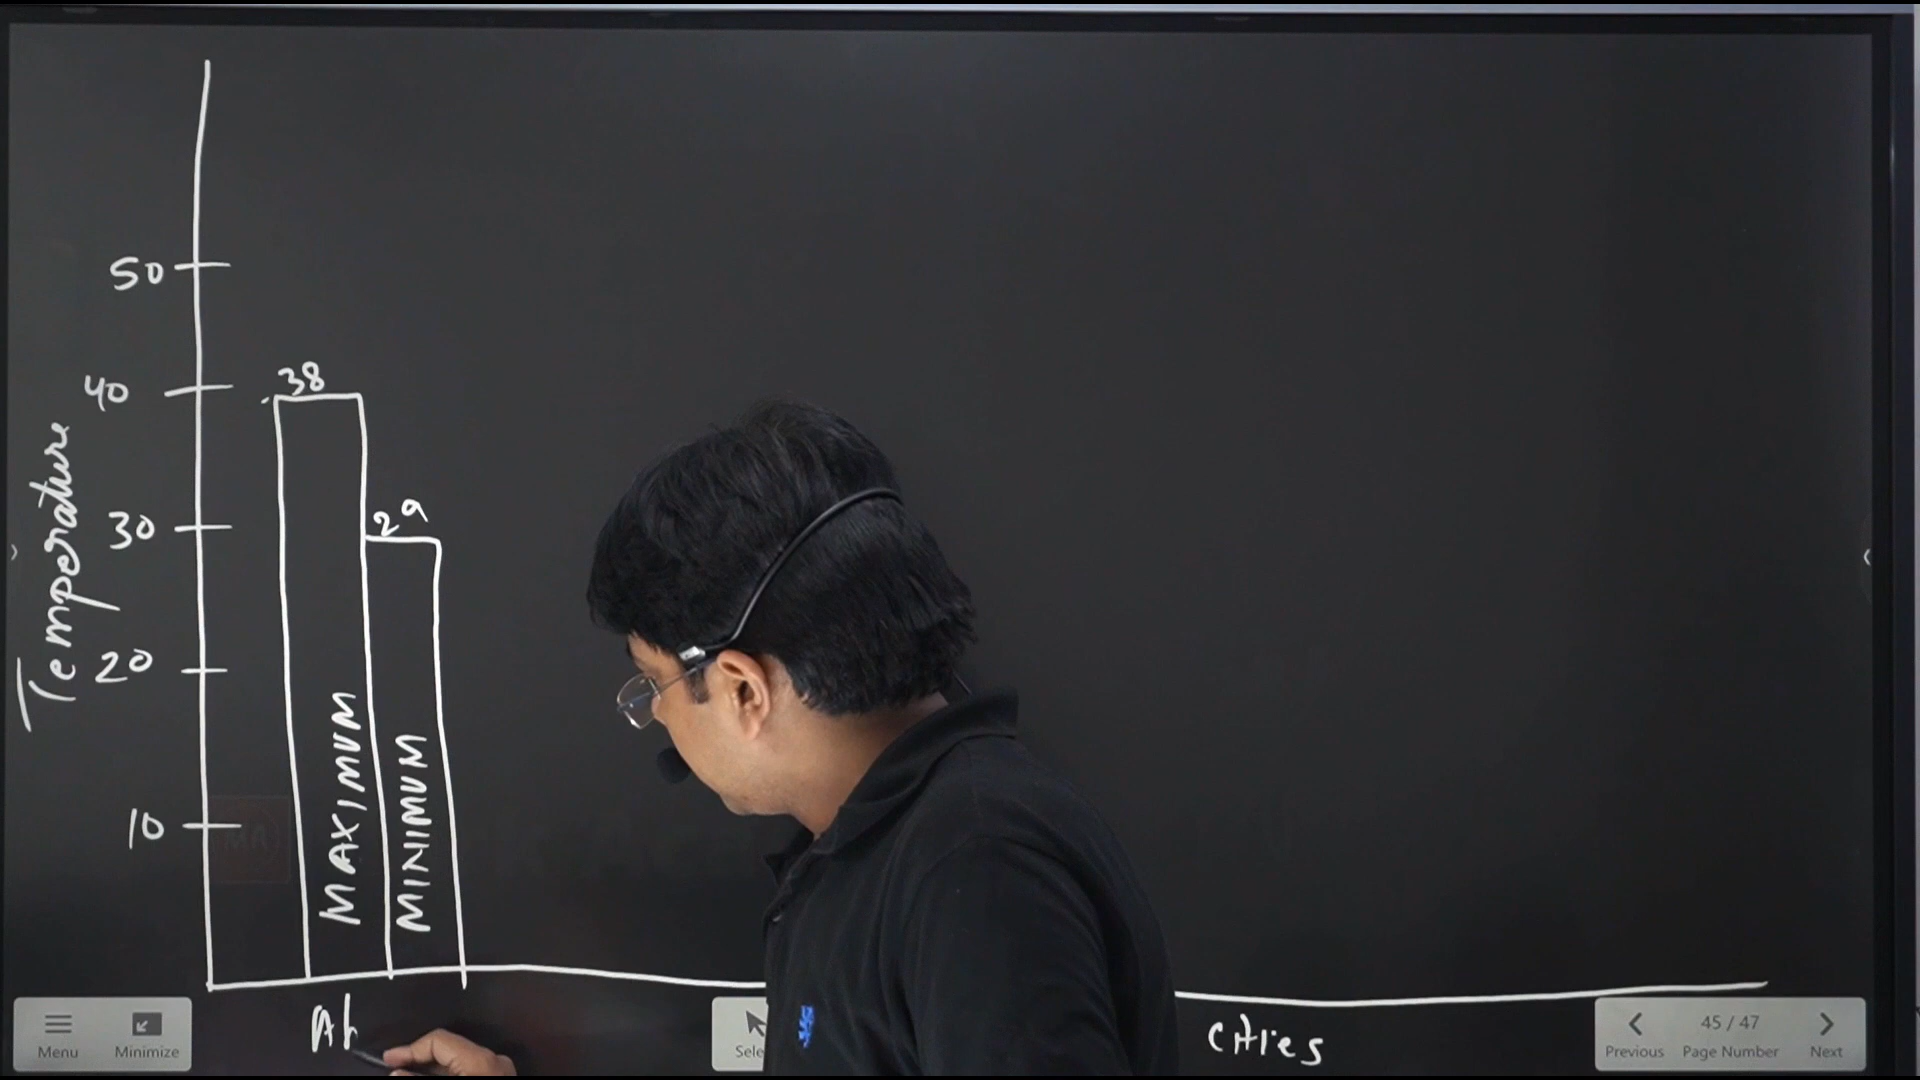 50
40
30
20
10
Temperature
38
29
MAXIMUM
MINIMUM
Ah
cities
Menu
Minimize
Sele
Previous
45 / 47
Page Number
Next